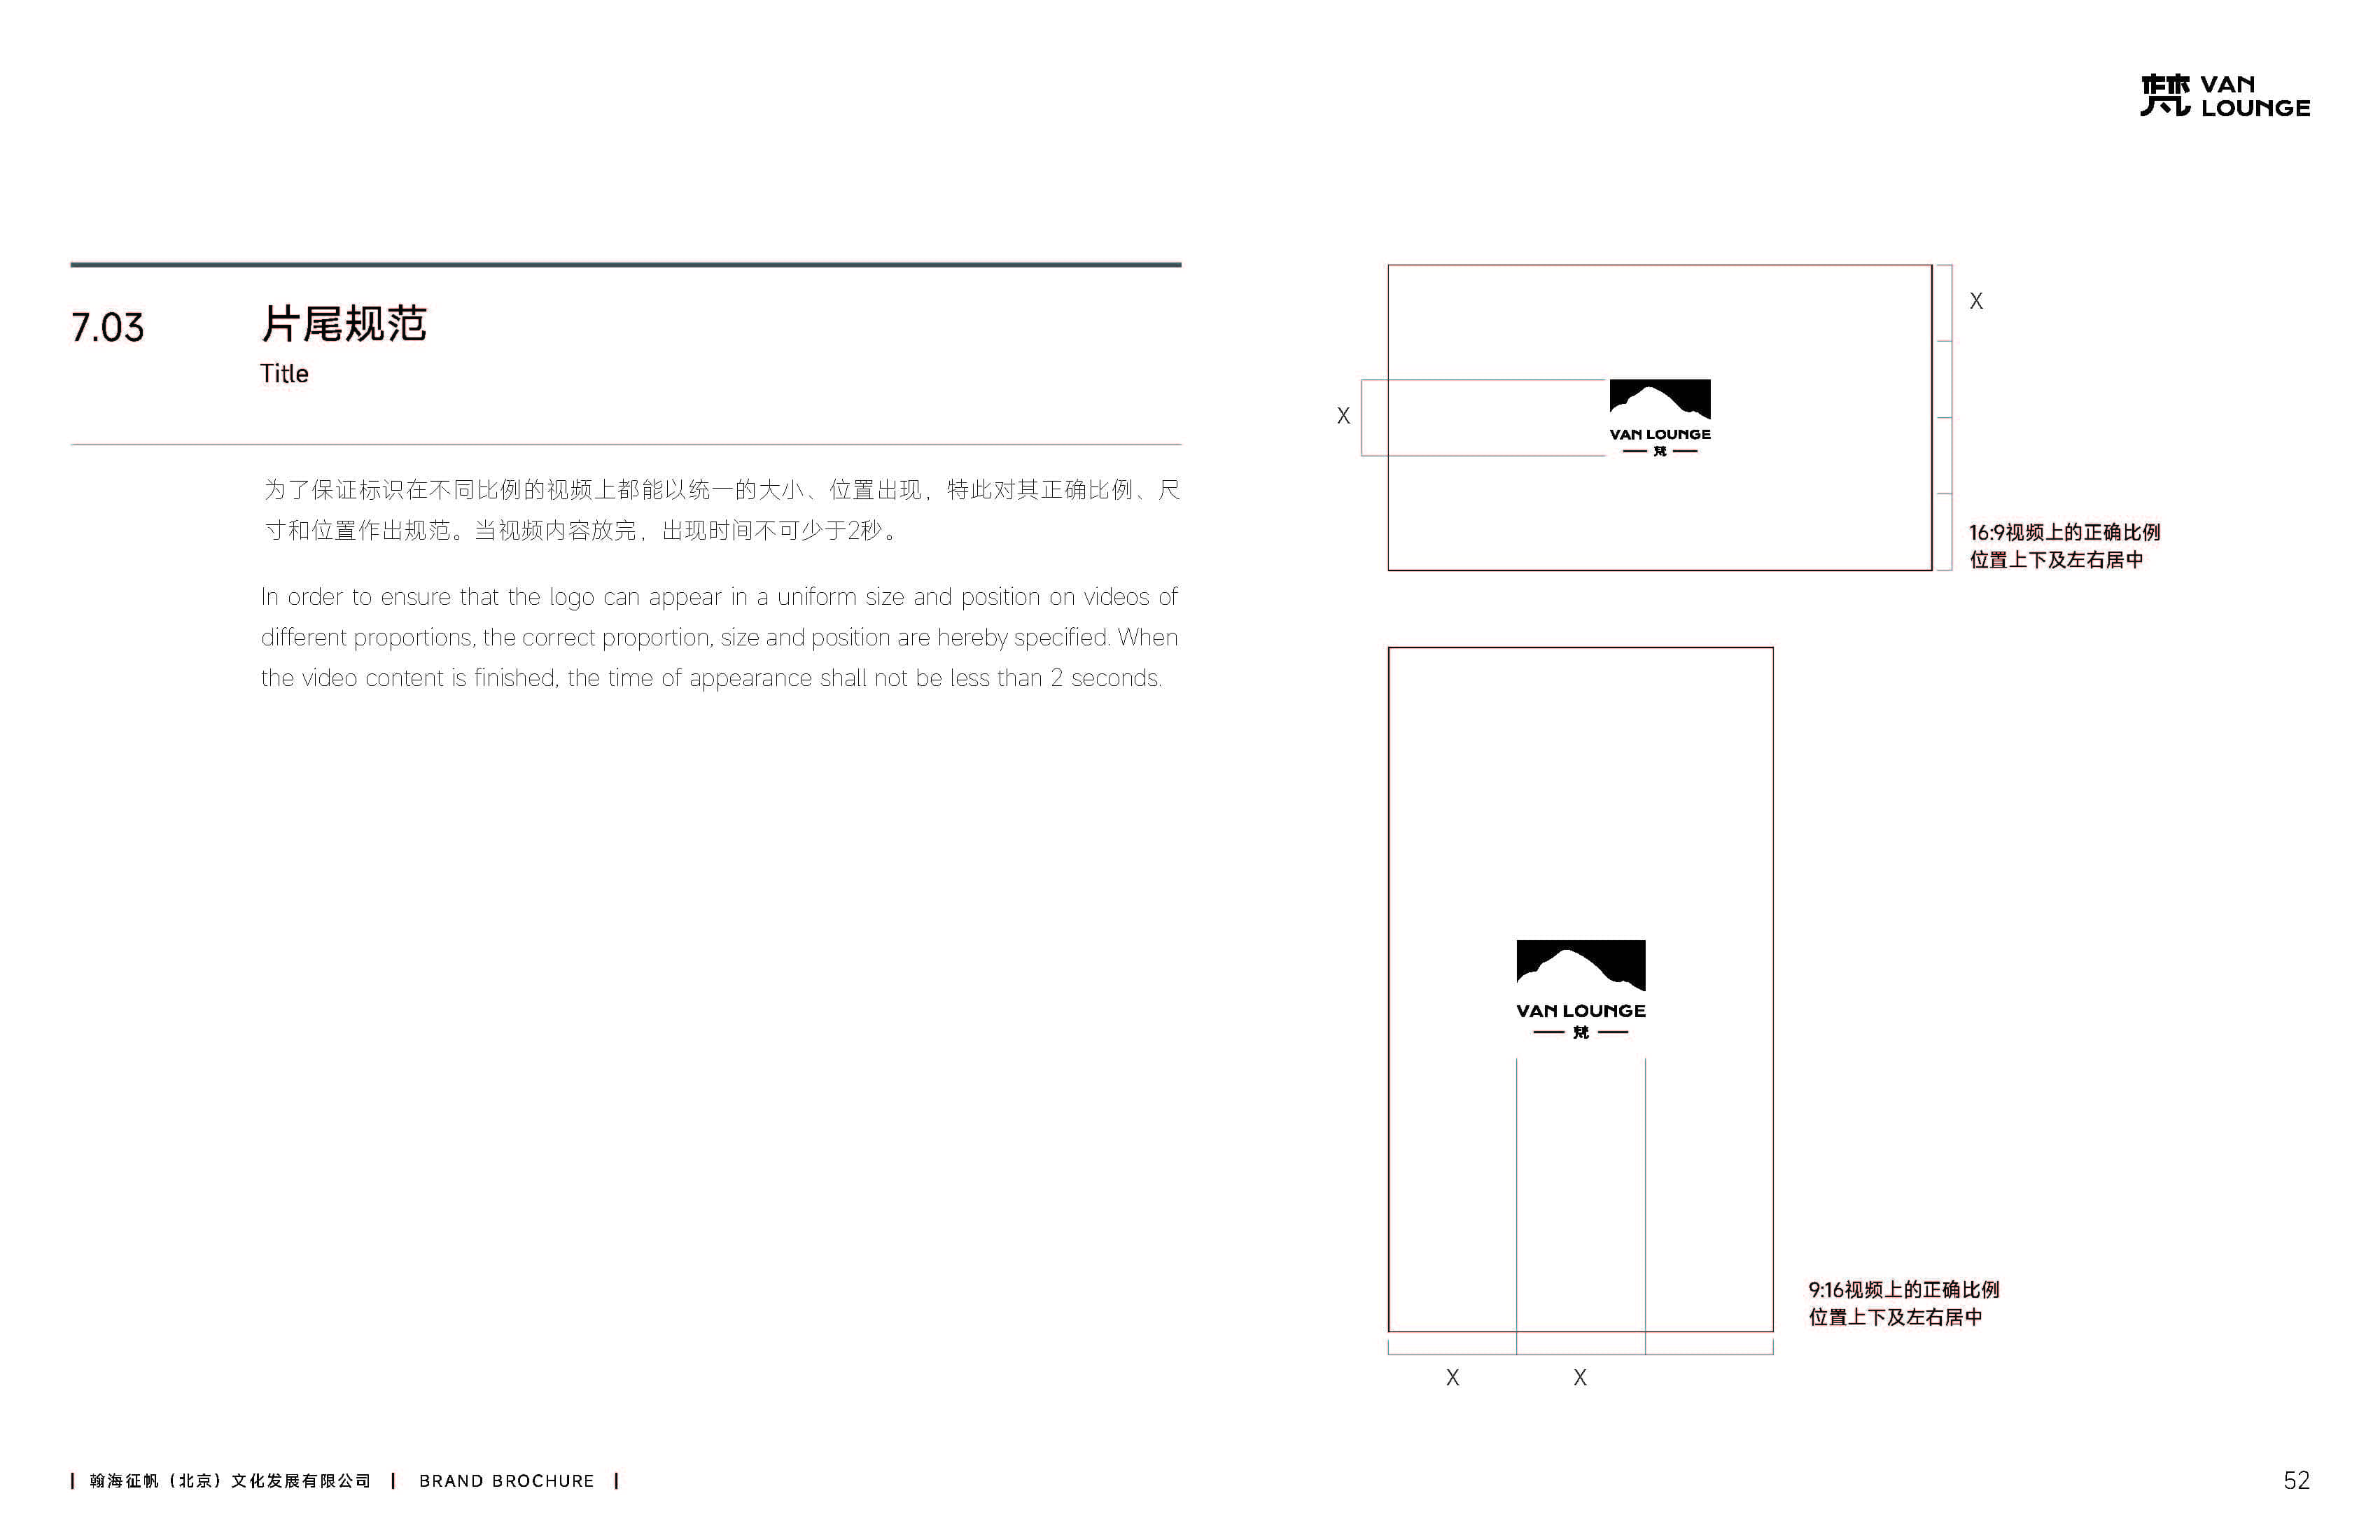 梵 VAN
LOUNGE
7.03
片尾规范
Title
为了保证标识在不同比例的视频上都能以统一的大小、位置出现，特此对其正确比例、尺
寸和位置作出规范。当视频内容放完，出现时间不可少于2秒。
In order to ensure that the logo can appear in a uniform size and position on videos of
different proportions, the correct proportion, size and position are hereby specified. When
the video content is finished, the time of appearance shall not be less than 2 seconds.
X
X
VAN LOUNGE
梵
16:9视频上的正确比例
位置上下及左右居中
VAN LOUNGE
梵
9:16视频上的正确比例
位置上下及左右居中
X X
瀚海征帆（北京）文化发展有限公司 | BRAND BROCHURE |
52